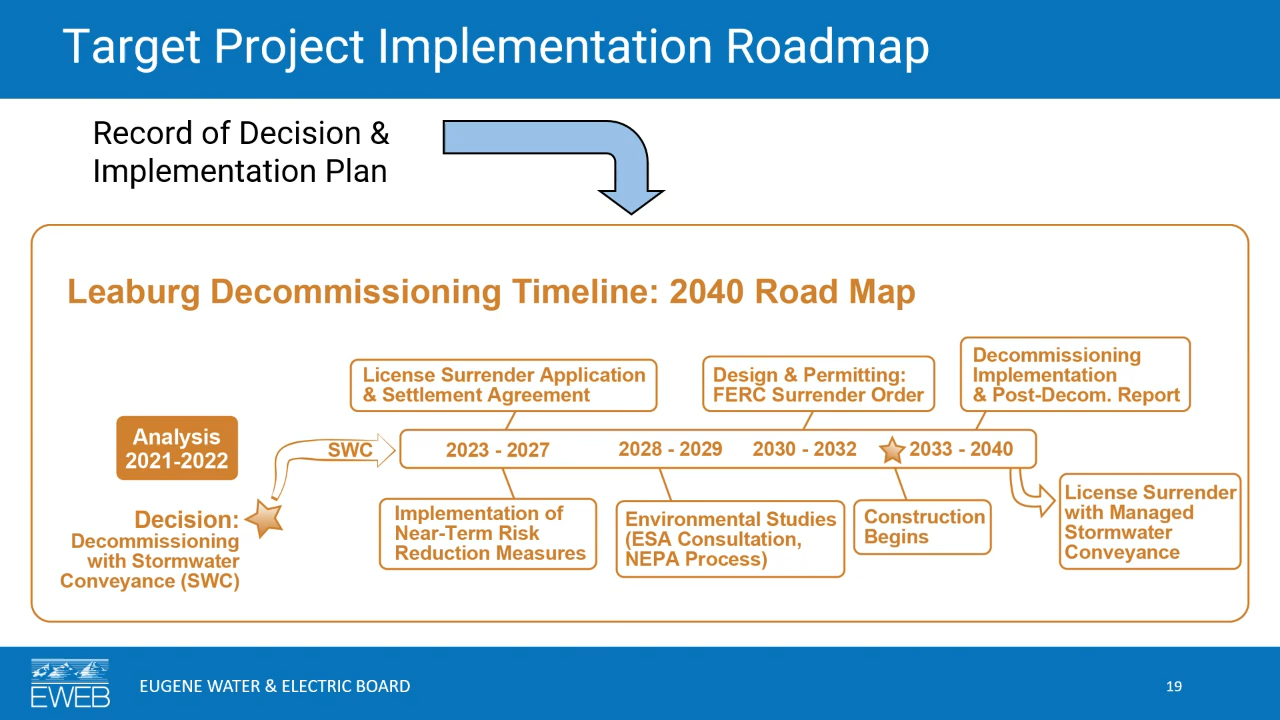 Target Project Implementation Roadmap
Record of Decision &
Implementation Plan
Leaburg Decommissioning Timeline: 2040 Road Map
Analysis
2021-2022
Decision:
Decommissioning
with Stormwater
Conveyance (SWC)
SWC
License Surrender Application
& Settlement Agreement
2023 - 2027
Implementation of
Near-Term Risk
Reduction Measures
2028 - 2029
Environmental Studies
(ESA Consultation,
NEPA Process)
Design & Permitting:
FERC Surrender Order
2030 - 2032
Construction
Begins
2033 - 2040
Decommissioning
Implementation
& Post-Decom. Report
License Surrender
with Managed
Stormwater
Conveyance
EWEB
EUGENE WATER & ELECTRIC BOARD
19